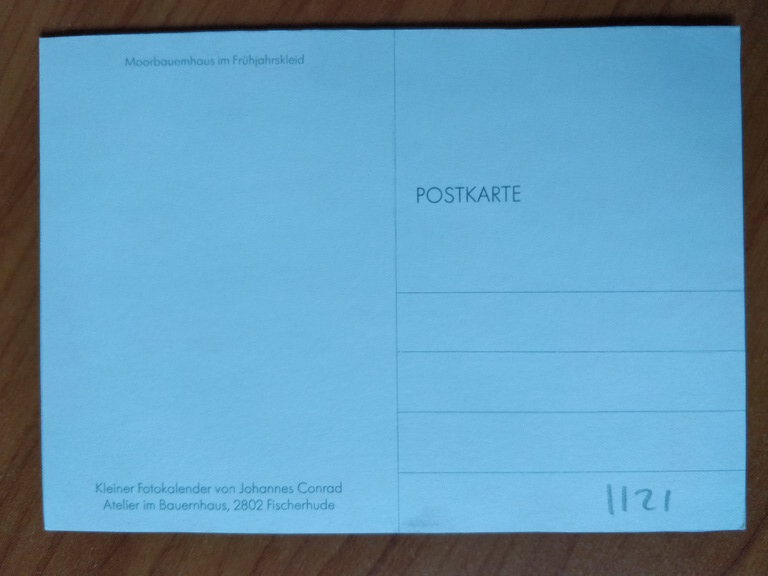 Moorbauernhaus im Frühjahrskleid
POSTKARTE
Kleiner Fotokalender von Johannes Conrad
Atelier im Bauernhaus, 2802 Fischerhude
1121